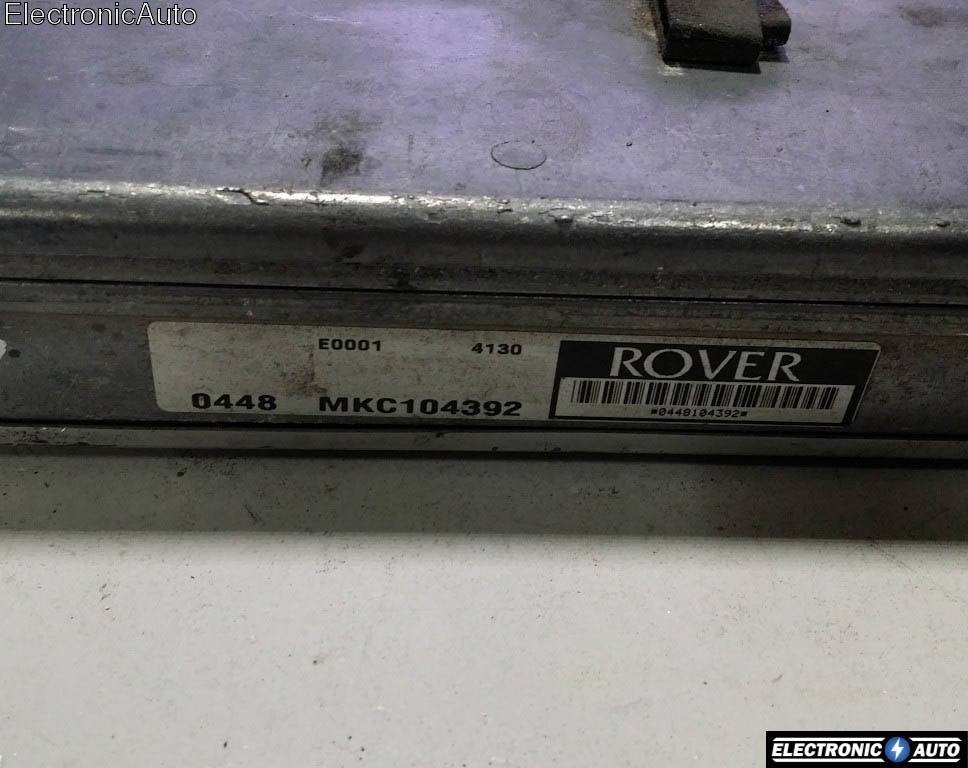 ElectronicAuto
E0001 4130
0448 MKC104392
ROVER
*0448104392*
ELECTRONIC AUTO